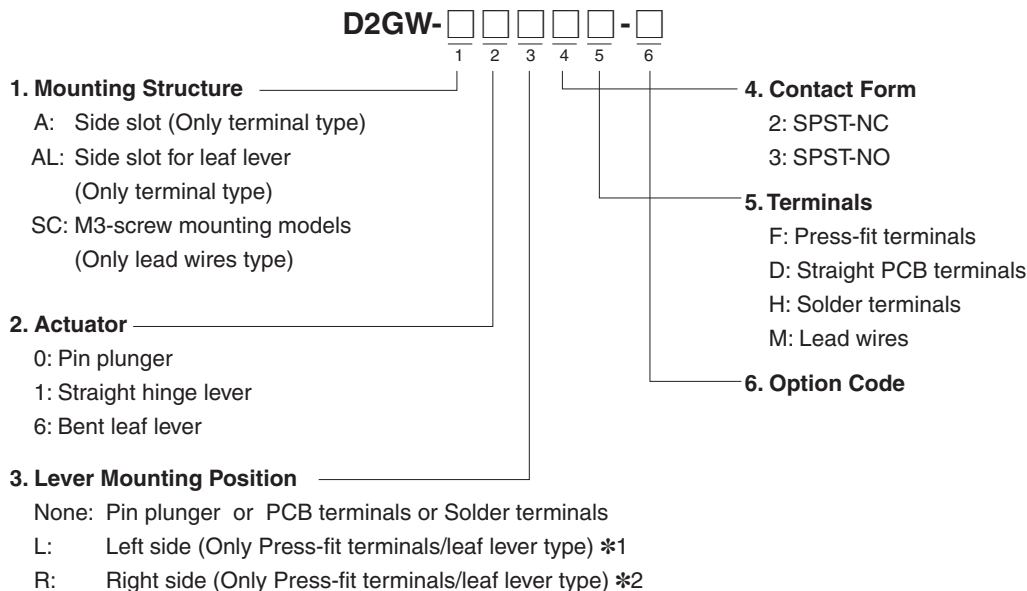 D2GW-□□□□□-□
1 2 3 4 5 6
1. Mounting Structure
A: Side slot (Only terminal type)
AL: Side slot for leaf lever
(Only terminal type)
SC: M3-screw mounting models
(Only lead wires type)
2. Actuator
0: Pin plunger
1: Straight hinge lever
6: Bent leaf lever
3. Lever Mounting Position
None: Pin plunger or PCB terminals or Solder terminals
L: Left side (Only Press-fit terminals/leaf lever type) ✻1
R: Right side (Only Press-fit terminals/leaf lever type) ✻2
4. Contact Form
2: SPST-NC
3: SPST-NO
5. Terminals
F: Press-fit terminals
D: Straight PCB terminals
H: Solder terminals
M: Lead wires
6. Option Code